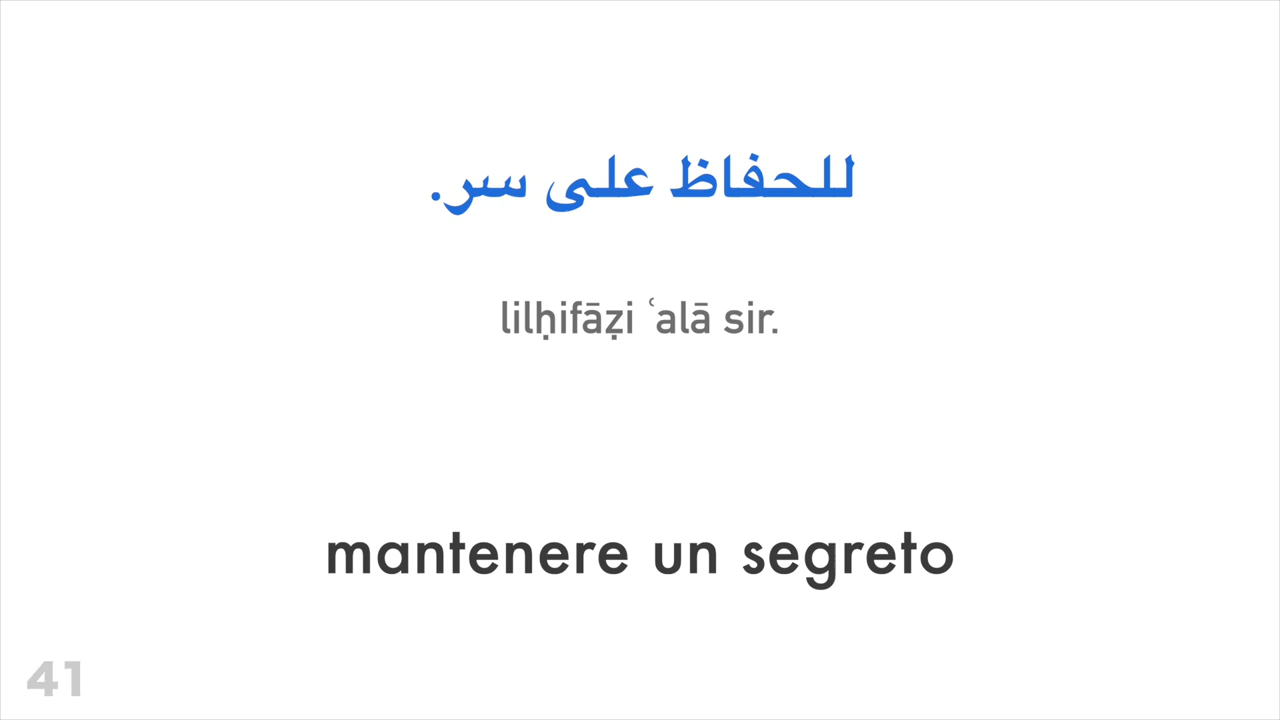 للحفاظ على سر.
lilḥifāẓi ʿalā sir.
mantenere un segreto
41